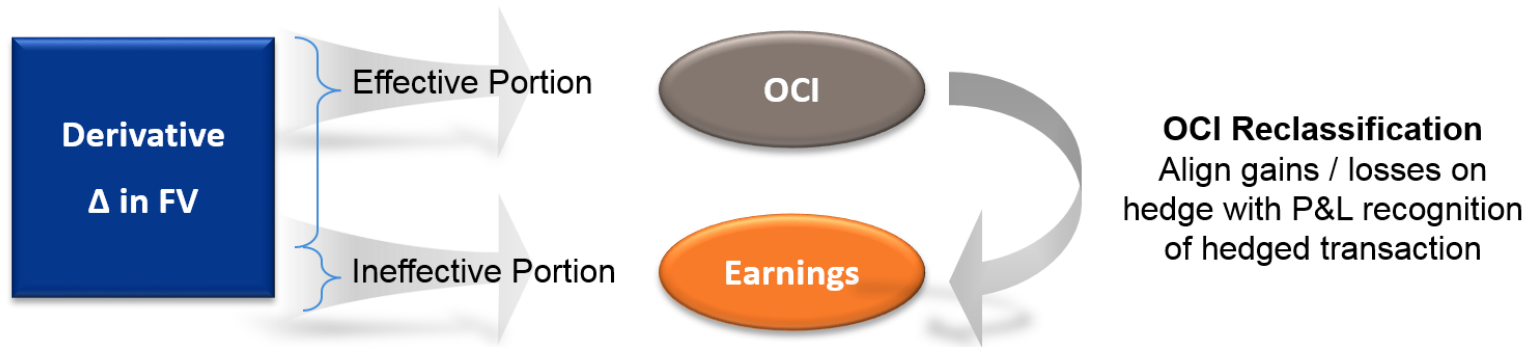 Derivative
Δ in FV
Effective Portion
Ineffective Portion
OCI
Earnings
OCI Reclassification
Align gains / losses on
hedge with P&L recognition
of hedged transaction